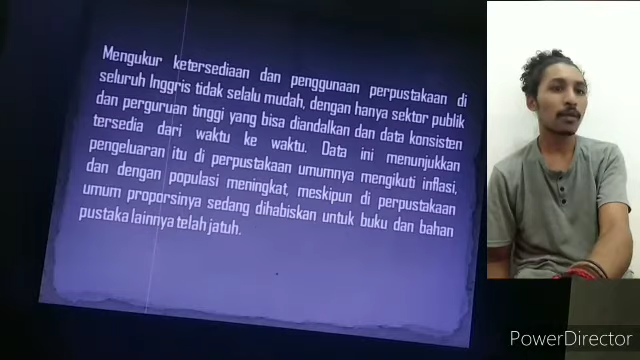 Mengukur ketersediaan dan penggunaan perpustakaan di
seluruh Inggris tidak selalu mudah, dengan hanya sektor publik
dan perguruan tinggi yang bisa diandalkan dan data konsisten
tersedia dari waktu ke waktu. Data ini menunjukkan
pengeluaran itu di perpustakaan umumnya mengikuti inflasi,
dan dengan populasi meningkat, meskipun di perpustakaan
umum proporsinya sedang dihabiskan untuk buku dan bahan
pustaka lainnya telah jatuh.
PowerDirector